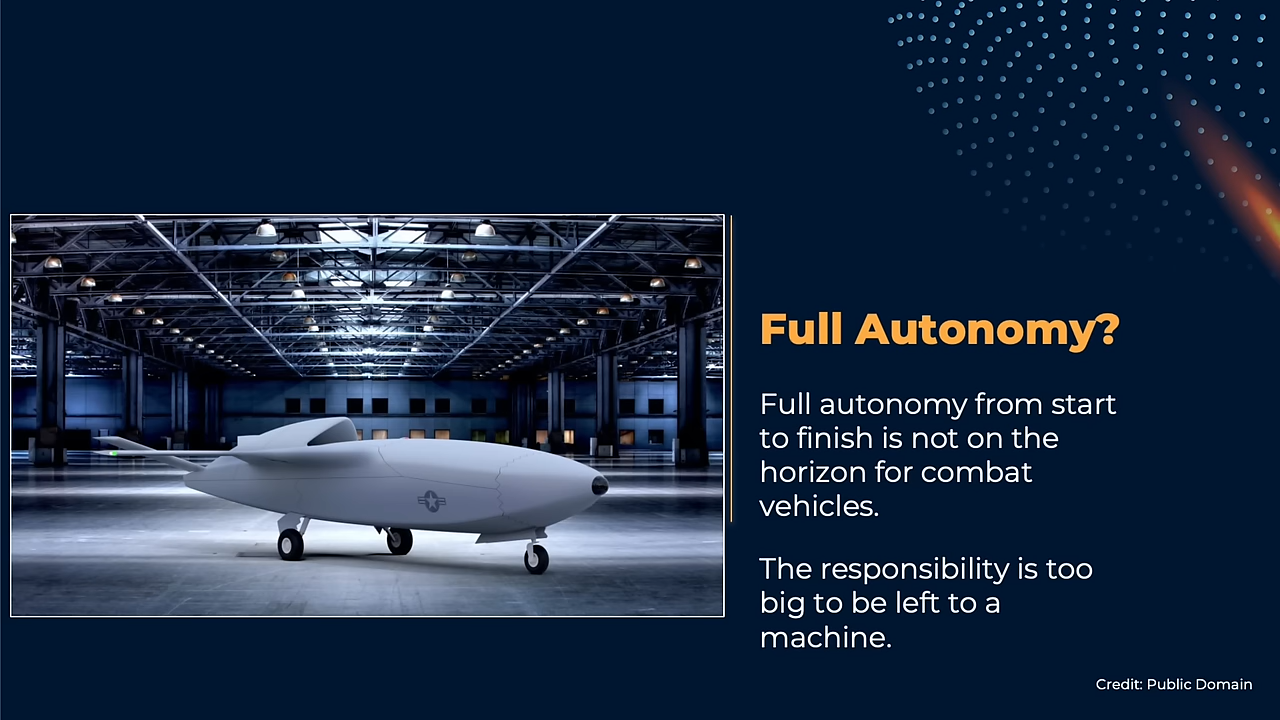 Full Autonomy?
Full autonomy from start
to finish is not on the
horizon for combat
vehicles.
The responsibility is too
big to be left to a
machine.
Credit: Public Domain